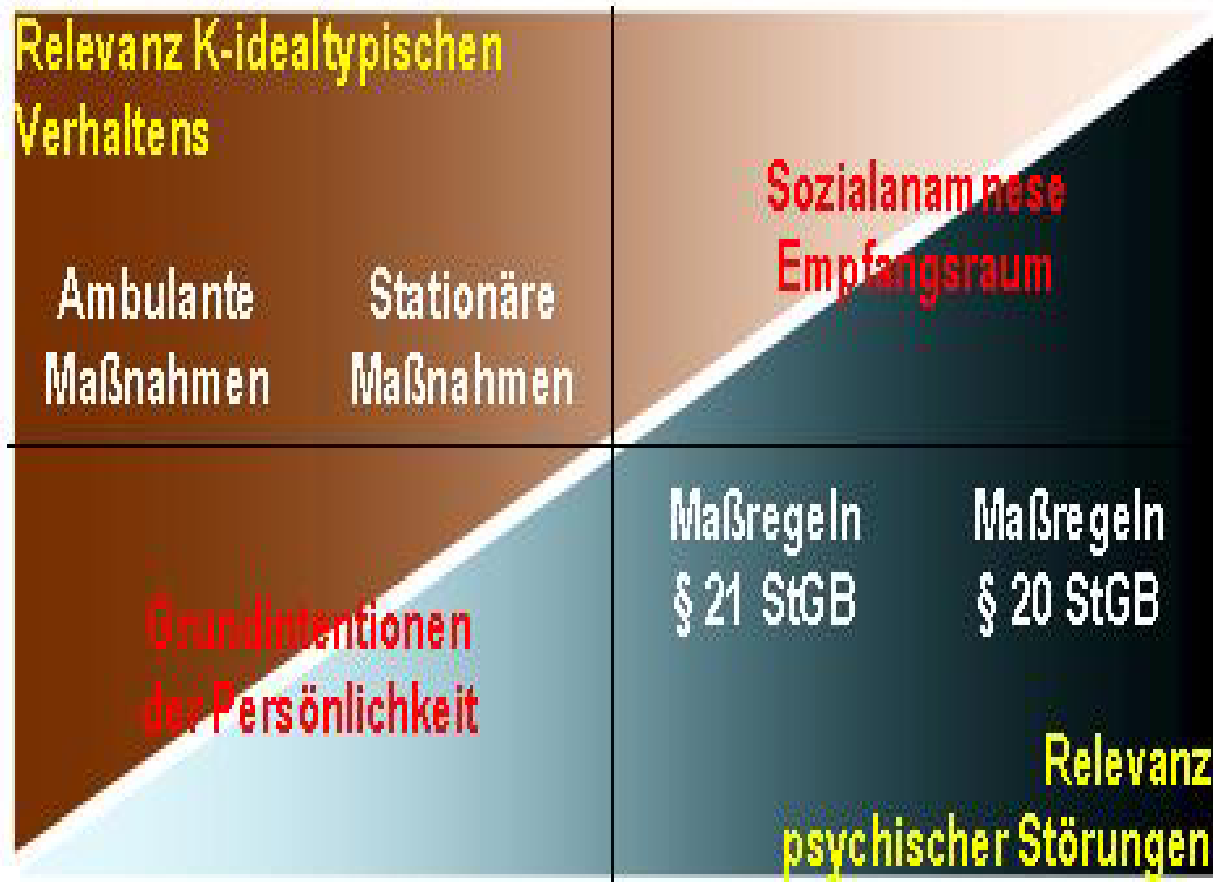 Relevanz K-idealtypischen
Verhaltens
Sozialanamnese
Empfangsraum
Ambulante
Maßnahmen
Stationäre
Maßnahmen
Maßregeln
§ 21 StGB
Maßregeln
§ 20 StGB
Grundintentionen
der Persönlichkeit
Relevanz
psychischer Störungen